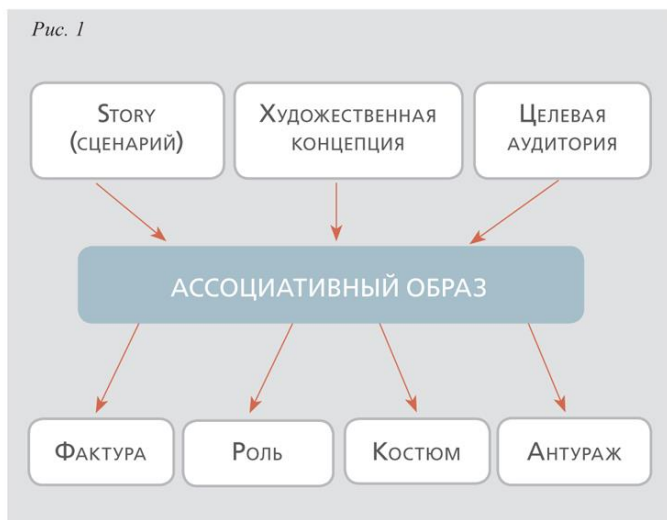 Рис. 1
Story
(сценарий)
Художественная
концепция
Целевая
аудитория
АССОЦИАТИВНЫЙ ОБРАЗ
Фактура
Роль
Костюм
Антураж